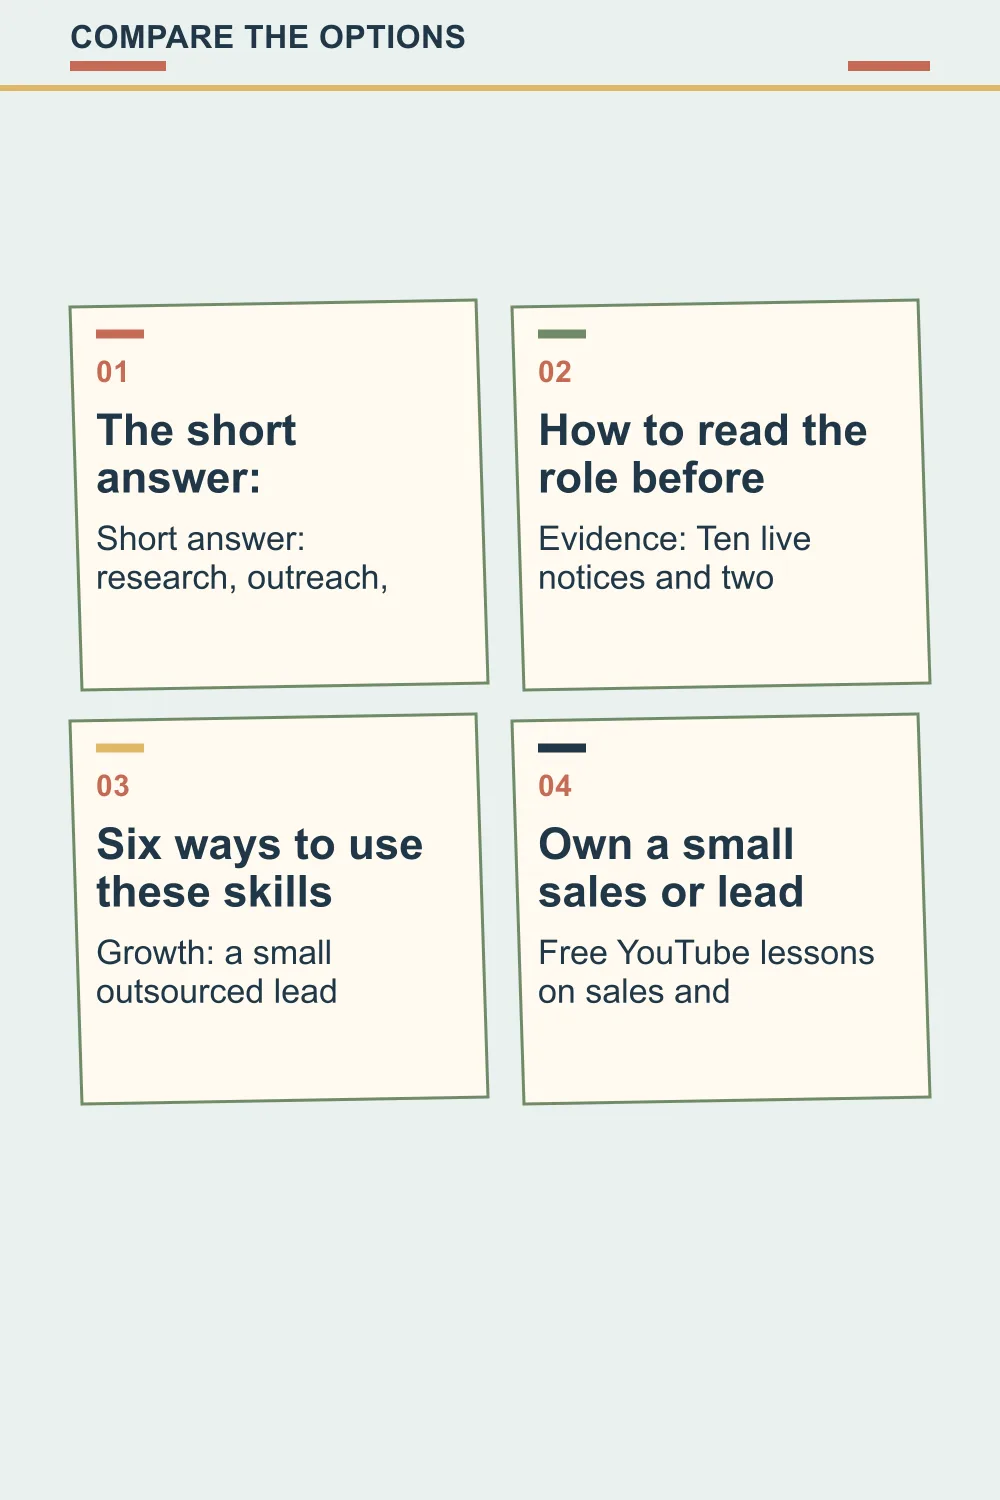 COMPARE THE OPTIONS
01
The short
answer:
Short answer:
research, outreach,
02
How to read the
role before
Evidence: Ten live
notices and two
03
Six ways to use
these skills
Growth: a small
outsourced lead
04
Own a small
sales or lead
Free YouTube lessons
on sales and